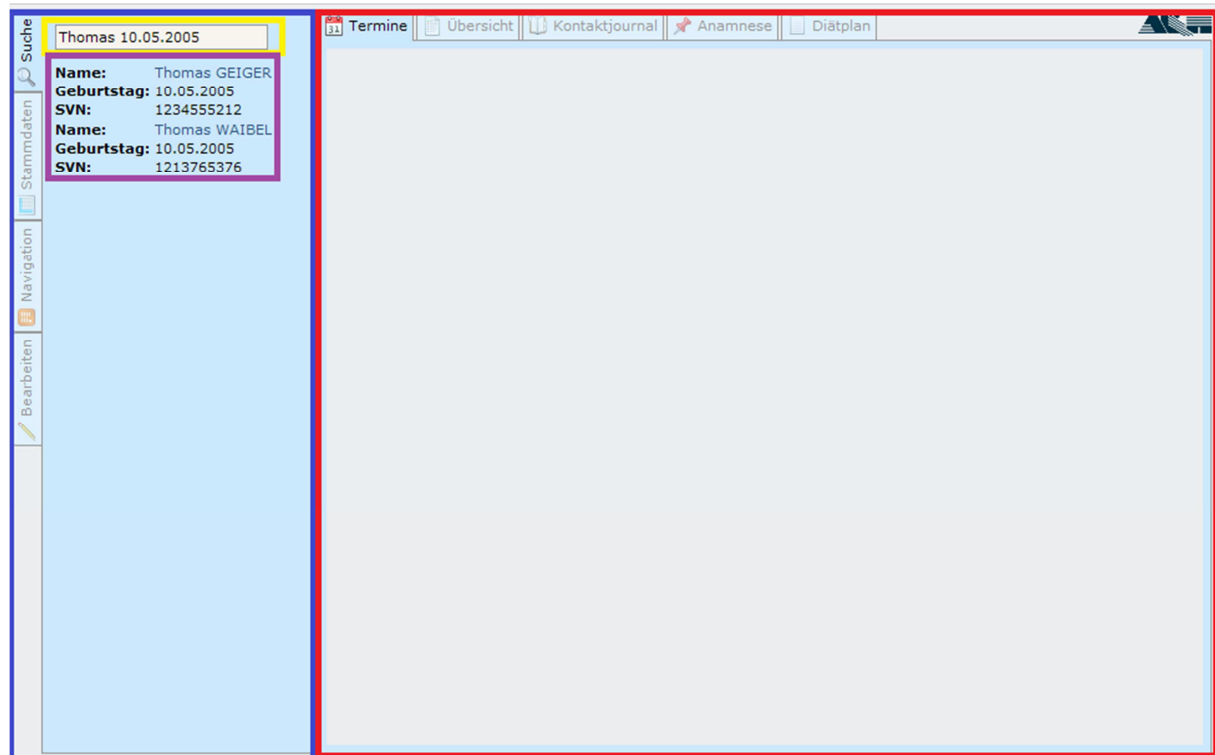 Suche
Stammdaten
Navigation
Bearbeiten
Thomas 10.05.2005
Name: Thomas GEIGER
Geburtstag: 10.05.2005
SVN: 1234555212
Name: Thomas WAIBEL
Geburtstag: 10.05.2005
SVN: 1213765376
31 Termine Übersicht Kontaktjournal Anamnese Diätplan